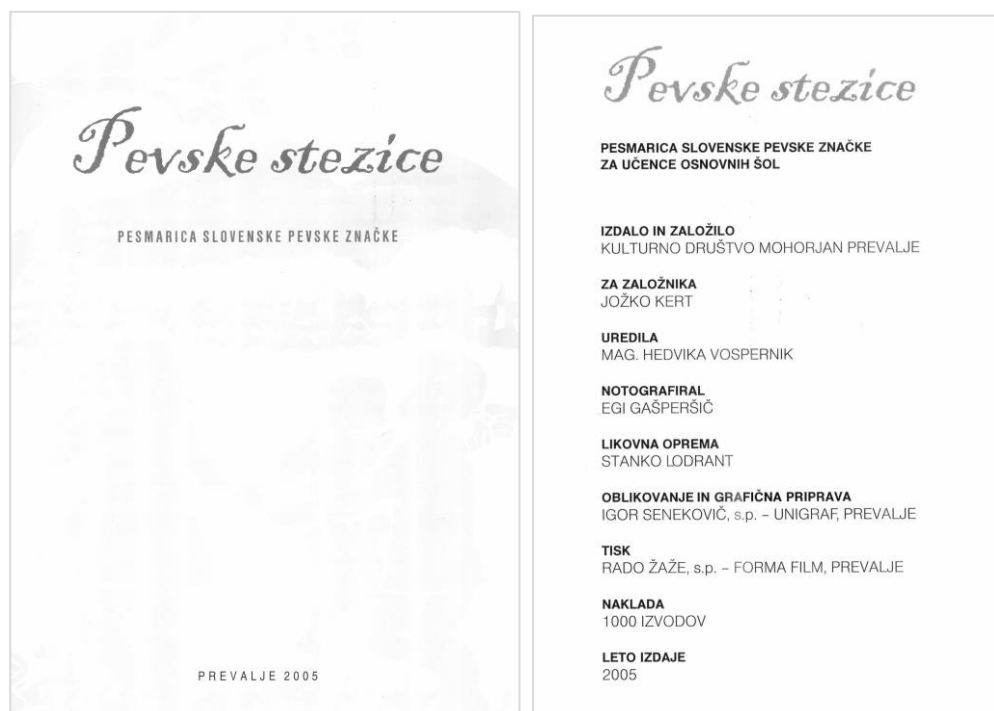 Pevske stezice
PESMARICA SLOVENSKE PEVSKE ZNAČKE
PREVALJE 2005
Pevske stezice
PESMARICA SLOVENSKE PEVSKE ZNAČKE
ZA UČENCE OSNOVNIH ŠOL
IZDALO IN ZALOŽILO
KULTURNO DRUŠTVO MOHORJAN PREVALJE
ZA ZALOŽNIKA
JOŽKO KERT
UREDILA
MAG. HEDVIKA VOSPERNIK
NOTOGRAFIRAL
EGI GAŠPERŠIČ
LIKOVNA OPREMA
STANKO LODRANT
OBLIKOVANJE IN GRAFIČNA PRIPRAVA
IGOR SENEKOVIČ, s.p. – UNIGRAF, PREVALJE
TISK
RADO ŽAŽE, s.p. – FORMA FILM, PREVALJE
NAKLADA
1000 IZVODOV
LETO IZDAJE
2005